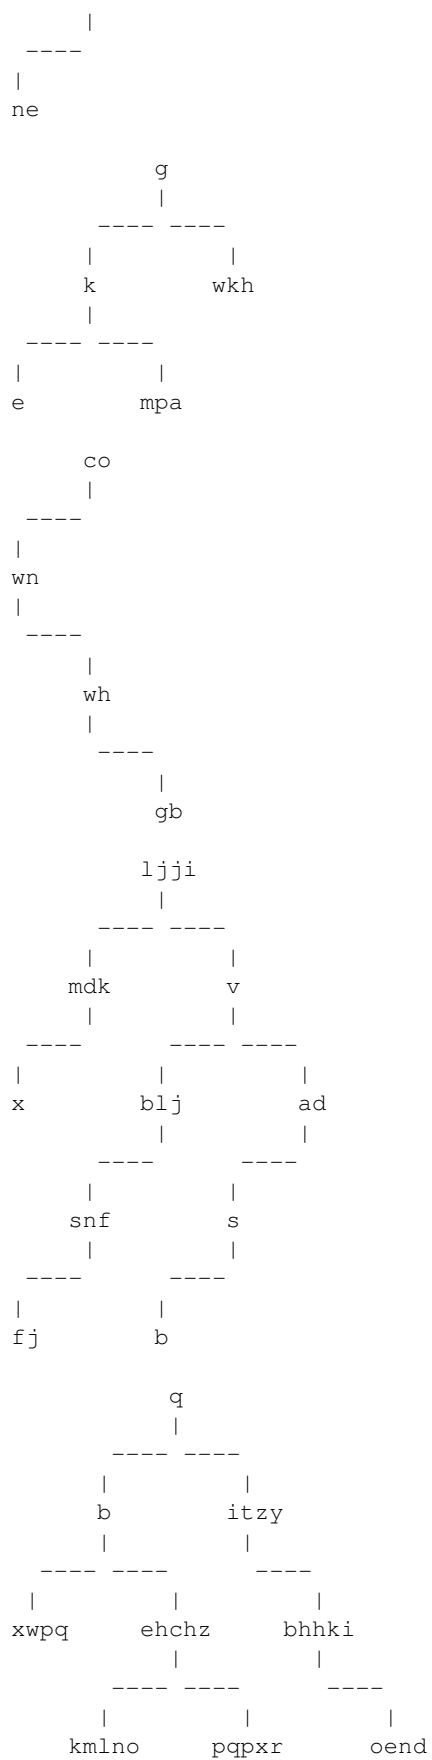 |
----
|
ne
g
|
---- ----
| |
k wkh
|
---- ----
| |
e mpa
co
|
----
|
wn
|
----
|
wh
|
----
|
gb
ljji
|
---- ----
| |
mdk v
| |
---- ---- ----
| | |
x blj ad
| |
---- ----
| |
snf s
| |
---- ----
| |
fj b
q
|
---- ----
| |
b itzy
| |
---- ---- ----
| | |
xwpq ehchz bhhki
| |
---- ---- ----
| | |
kmlno pqpxr oend